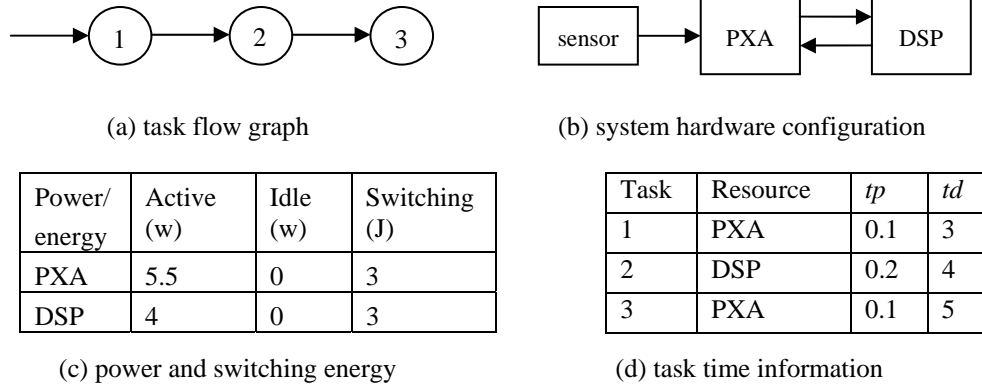 1 2 3
sensor PXA DSP
(a) task flow graph
(b) system hardware configuration
Power/ energy Active (w) Idle (w) Switching (J)
PXA 5.5 0 3
DSP 4 0 3
(c) power and switching energy
Task Resource tp td
1 PXA 0.1 3
2 DSP 0.2 4
3 PXA 0.1 5
(d) task time information